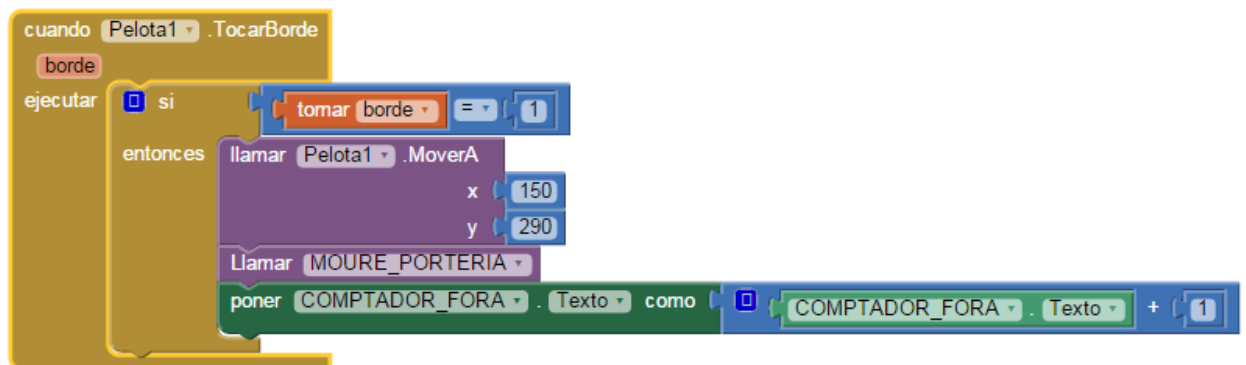 cuando Pelota1 .TocarBorde
borde
ejecutar si tomar borde = 1
entonces llamar Pelota1 .MoverA
x 150
y 290
Llamar MOURE_PORTERIA
poner COMPTADOR_FORA . Texto como COMPTADOR_FORA . Texto + 1